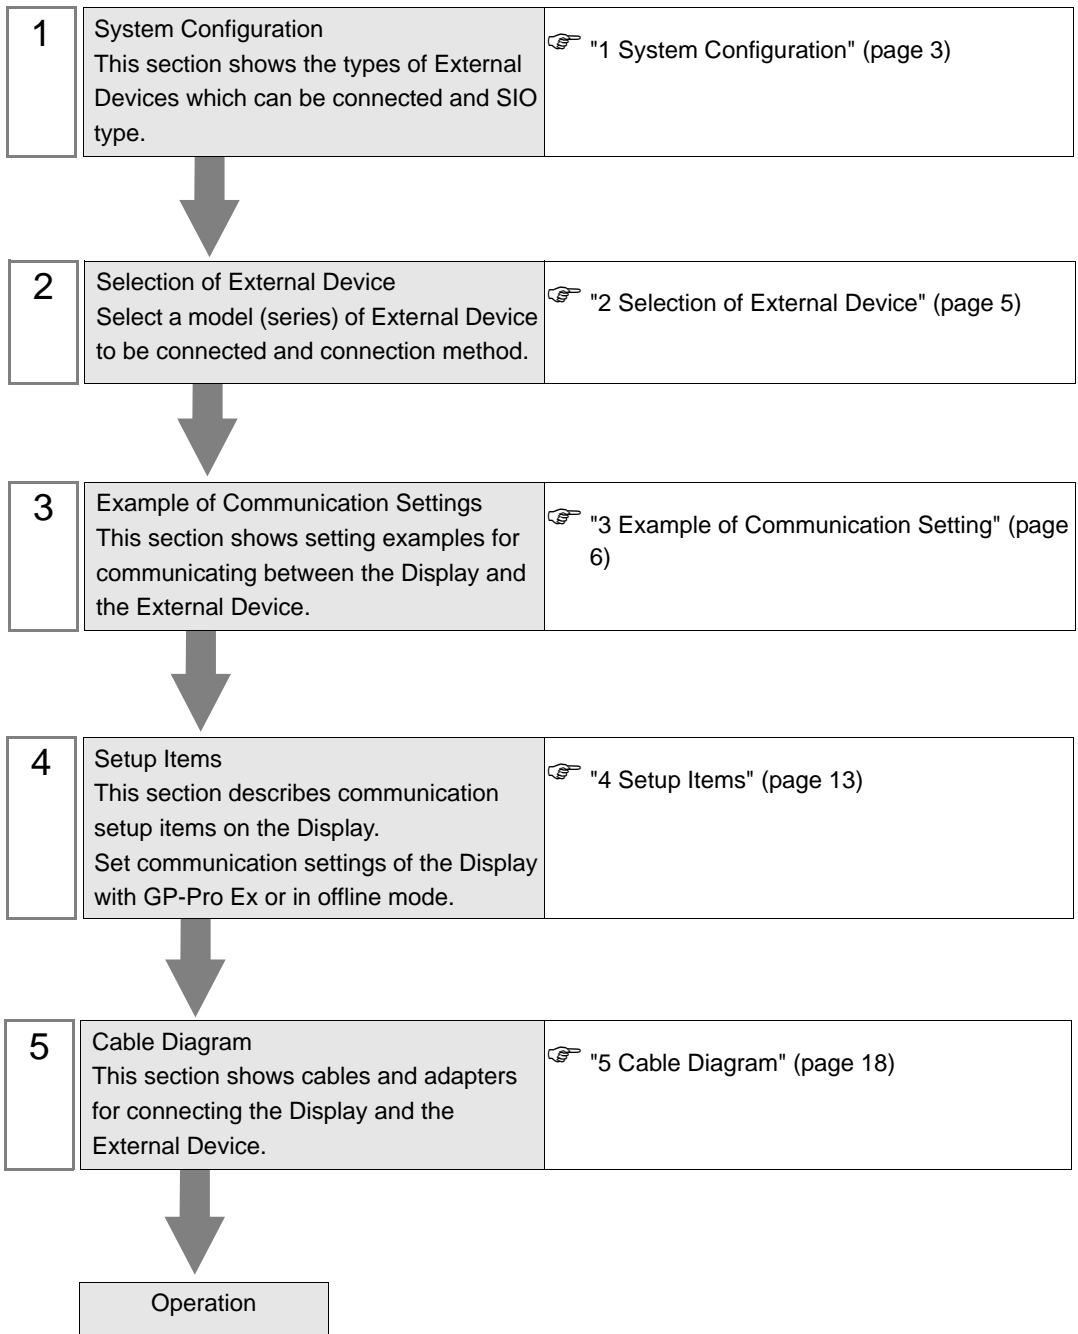 1
System Configuration
This section shows the types of External
Devices which can be connected and SIO
type.
"1 System Configuration" (page 3)
2
Selection of External Device
Select a model (series) of External Device
to be connected and connection method.
"2 Selection of External Device" (page 5)
3
Example of Communication Settings
This section shows setting examples for
communicating between the Display and
the External Device.
"3 Example of Communication Setting" (page
6)
4
Setup Items
This section describes communication
setup items on the Display.
Set communication settings of the Display
with GP-Pro Ex or in offline mode.
"4 Setup Items" (page 13)
5
Cable Diagram
This section shows cables and adapters
for connecting the Display and the
External Device.
"5 Cable Diagram" (page 18)
Operation